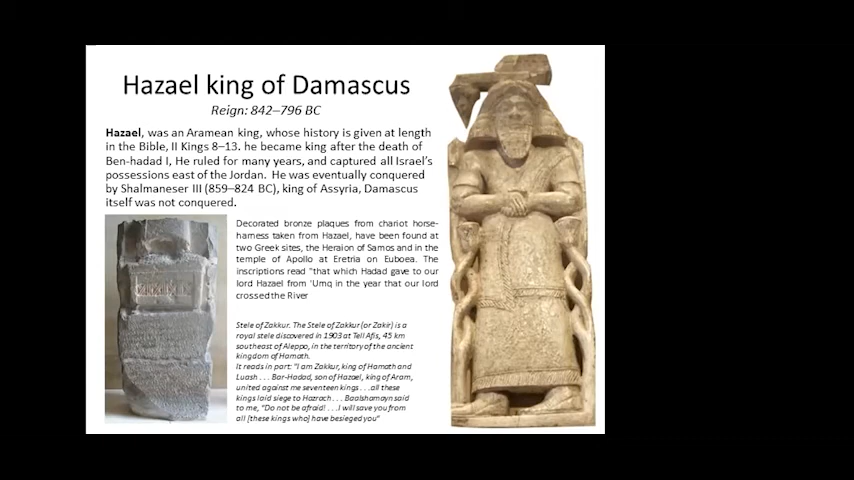 Hazael king of Damascus
Reign: 842–796 BC
Hazael, was an Aramean king, whose history is given at length
in the Bible, II Kings 8–13. he became king after the death of
Ben-hadad I, He ruled for many years, and captured all Israel's
possessions east of the Jordan. He was eventually conquered
by Shalmaneser III (859–824 BC), king of Assyria, Damascus
itself was not conquered.
Decorated bronze plaques from chariot horse-
harness taken from Hazael, have been found at
two Greek sites, the Heraion of Samos and in the
temple of Apollo at Eretria on Euboea. The
inscriptions read "that which Hadad gave to our
lord Hazael from 'Umq in the year that our lord
crossed the River
Stele of Zakkur. The Stele of Zakkur (or Zakir) is a
royal stele discovered in 1903 at Tell Afis, 45 km
southeast of Aleppo, in the territory of the ancient
kingdom of Hamath.
It reads in part: "I am Zakkur, king of Hamath and
Luash . . . Bar-Hadad, son of Hazael, king of Aram,
united against me seventeen kings . . .all these
kings laid siege to Hazrach . . . Baalshamayn said
to me, "Do not be afraid! . . .I will save you from
all [these kings who] have besieged you"